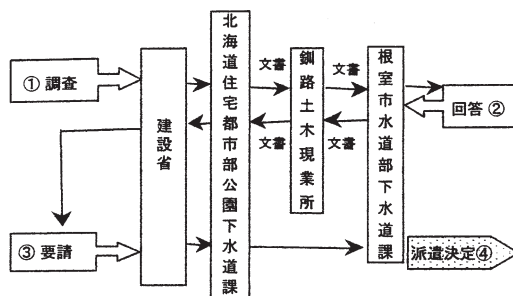 ① 調査
建設省
北海道住宅都市部公園下水道課
文書
文書
釧路土木現業所
文書
文書
根室市水道部下水道課
回答 ②
③ 要請
派遣決定④